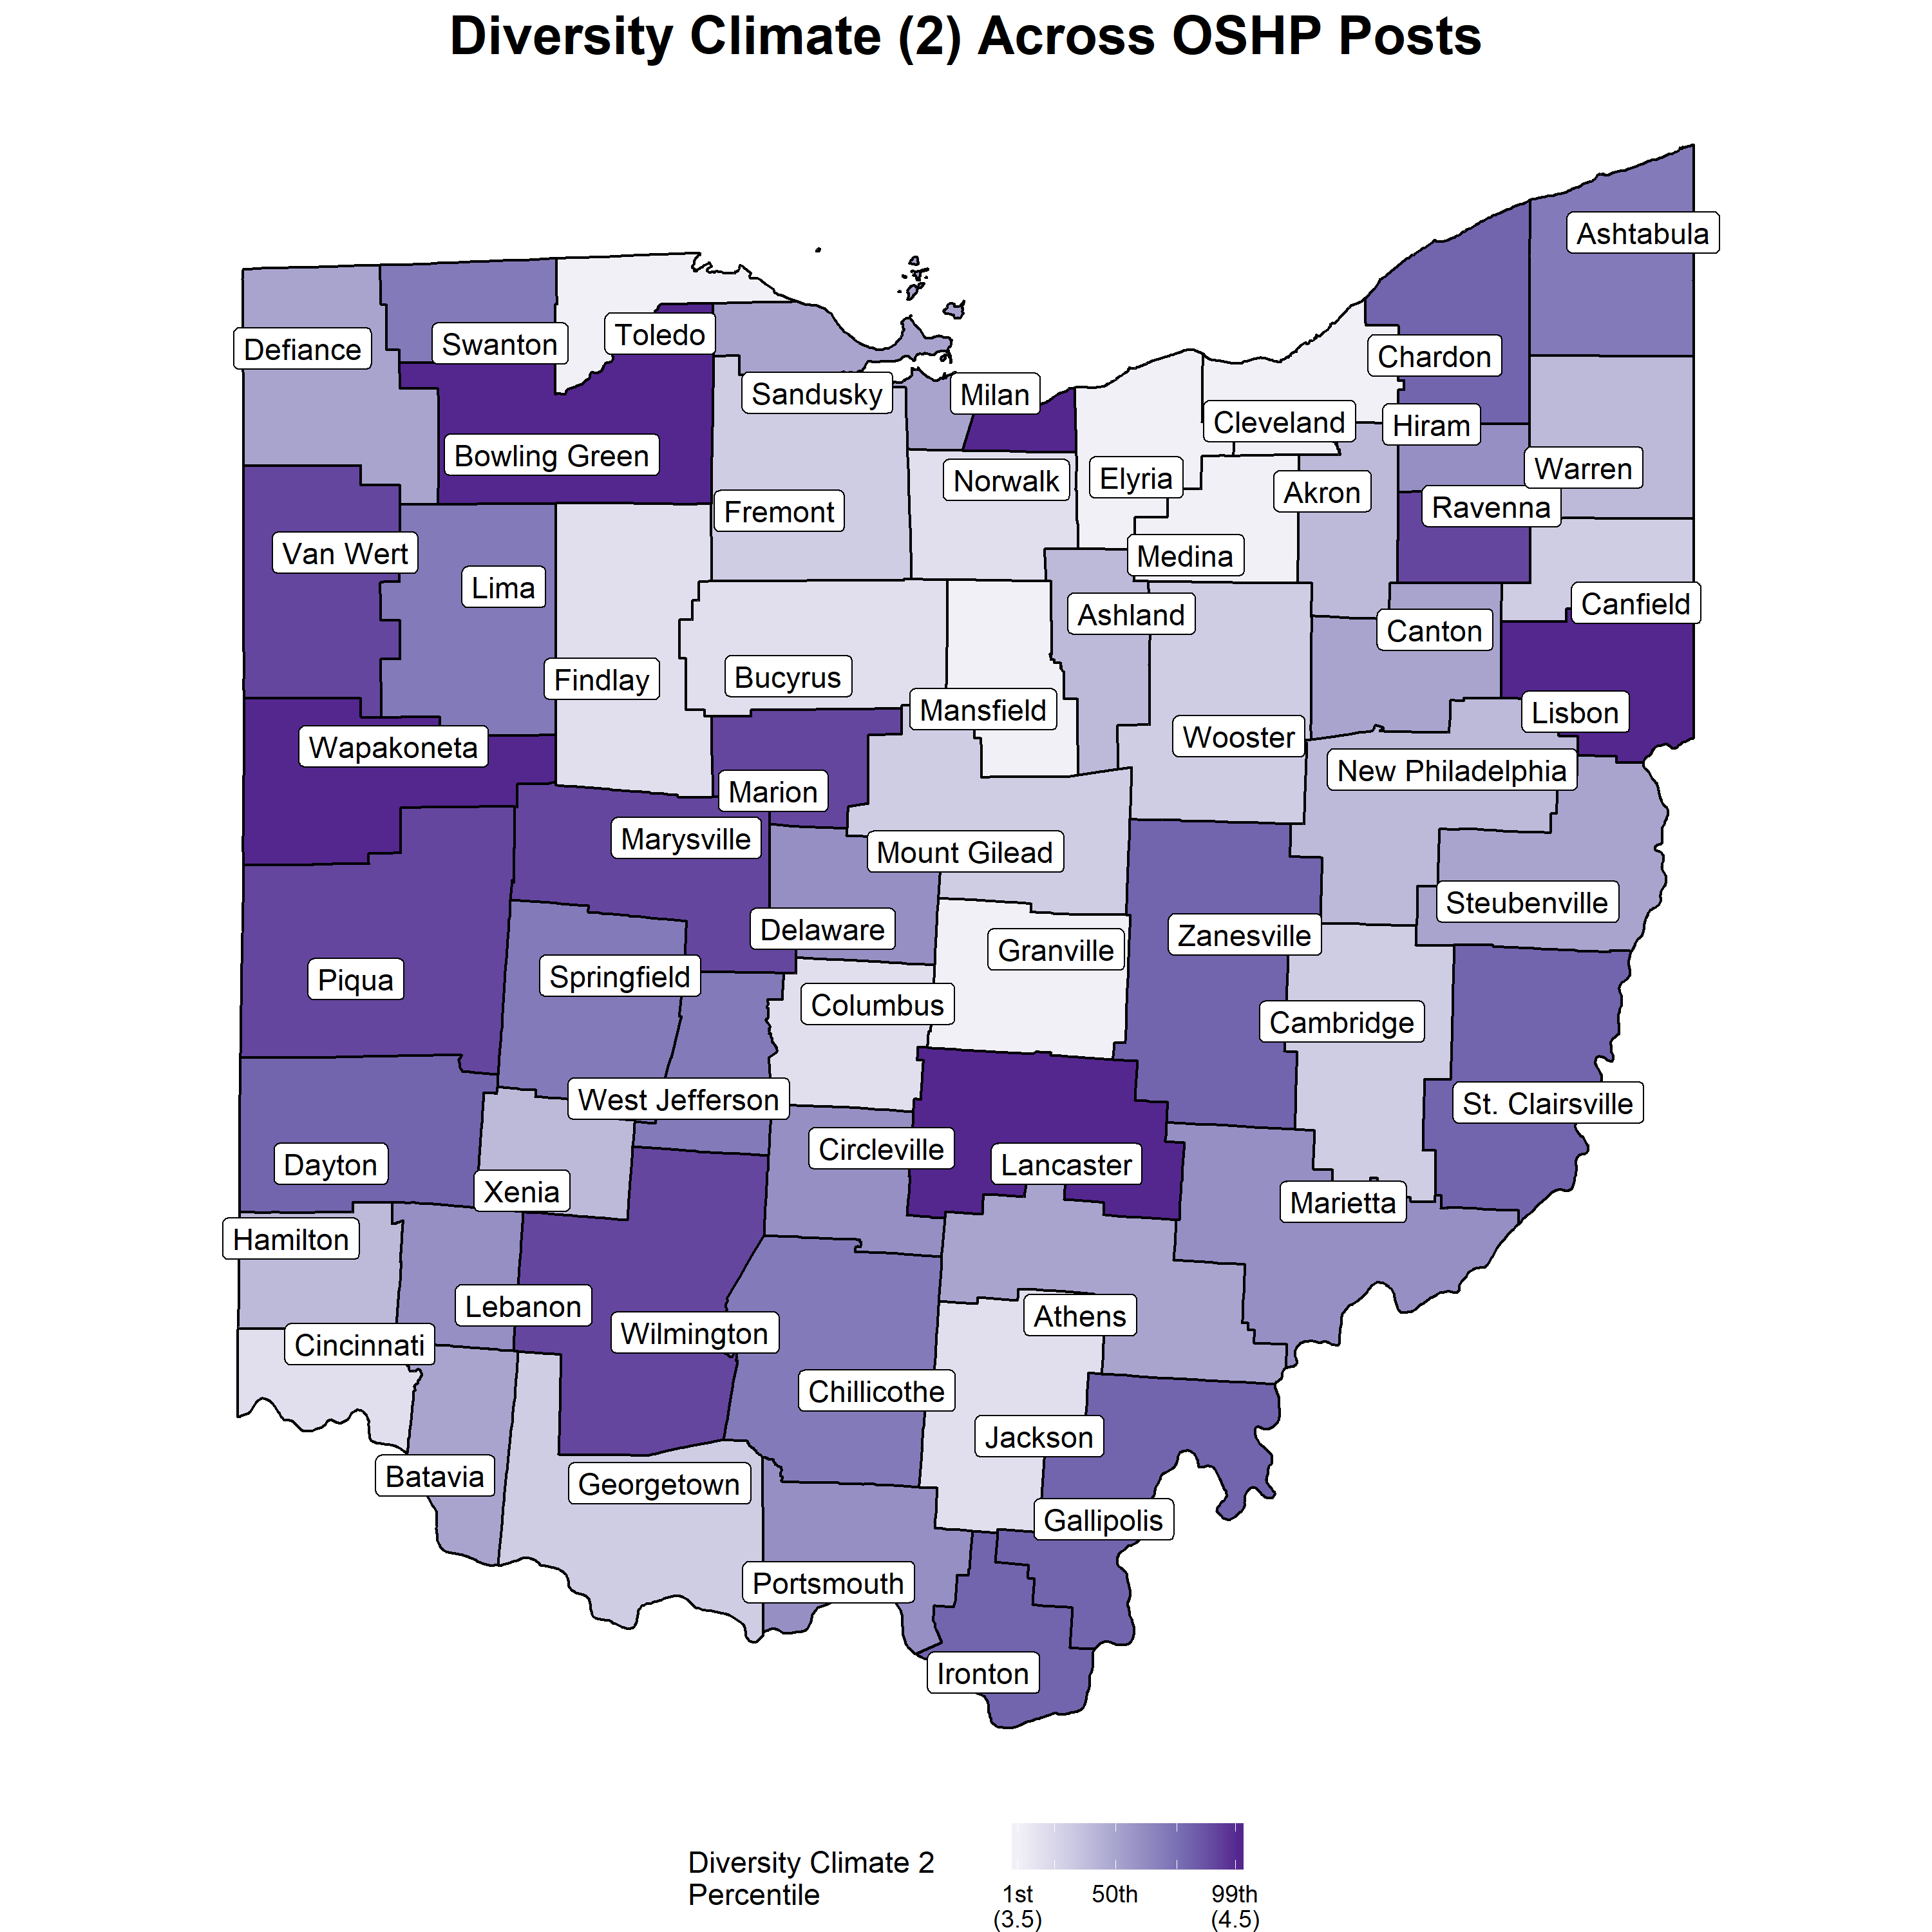 Diversity Climate (2) Across OSHP Posts
Ashtabula
Defiance
Swanton
Toledo
Chardon
Sandusky
Milan
Cleveland
Hiram
Bowling Green
Warren
Norwalk
Elyria
Akron
Ravenna
Fremont
Van Wert
Medina
Lima
Canfield
Ashland
Canton
Findlay
Bucyrus
Mansfield
Lisbon
Wooster
Wapakoneta
New Philadelphia
Marion
Marysville
Mount Gilead
Steubenville
Delaware
Zanesville
Granville
Springfield
Piqua
Columbus
Cambridge
West Jefferson
St. Clairsville
Circleville
Dayton
Lancaster
Xenia
Marietta
Hamilton
Lebanon
Athens
Wilmington
Cincinnati
Chillicothe
Jackson
Batavia
Georgetown
Gallipolis
Portsmouth
Ironton
Diversity Climate 2
Percentile
1st 50th 99th
(3.5) (4.5)